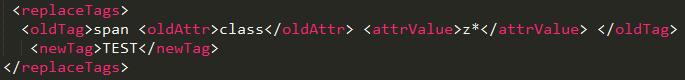 <replaceTags>
<oldTag>span <oldAttr>class</oldAttr> <attrValue>z*</attrValue> </oldTag>
<newTag>TEST</newTag>
</replaceTags>